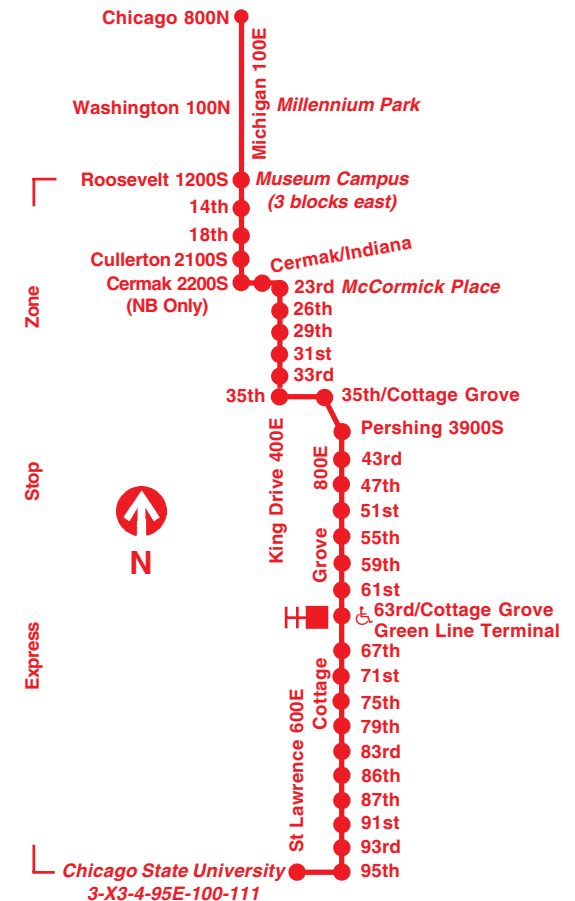 Chicago 800N
Michigan 100E
Washington 100N
Millennium Park
Roosevelt 1200S
Museum Campus
(3 blocks east)
14th
18th
Cullerton 2100S
Cermak/Indiana
Cermak 2200S
(NB Only)
23rd McCormick Place
26th
29th
31st
33rd
35th
35th/Cottage Grove
Pershing 3900S
King Drive 400E
43rd
47th
51st
55th
59th
61st
63rd/Cottage Grove
Green Line Terminal
67th
71st
75th
79th
83rd
86th
87th
91st
93rd
95th
Cottage Grove 800E
St Lawrence 600E
Chicago State University
3-X3-4-95E-100-111
Express Stop Zone
N